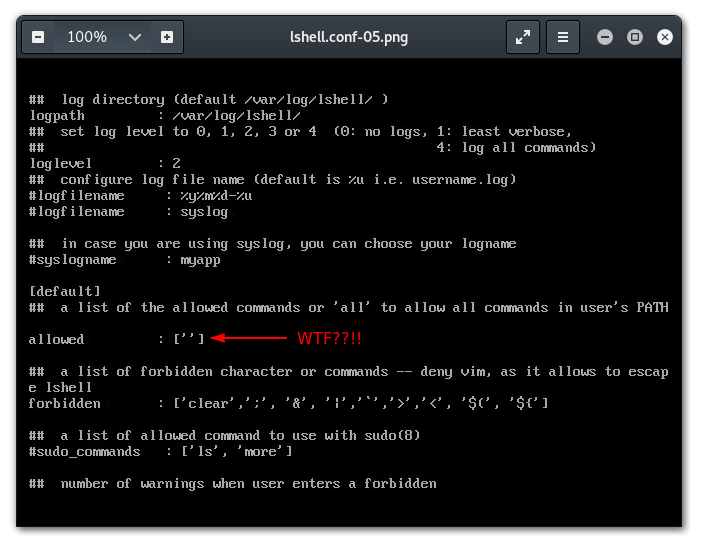 100%
lshell.conf-05.png
##  log directory (default /var/log/lshell/ )
logpath         : /var/log/lshell/
##  set log level to 0, 1, 2, 3 or 4  (0: no logs, 1: least verbose,
##                                                 4: log all commands)
loglevel        : 2
##  configure log file name (default is %u i.e. username.log)
#logfilename     : %y%m%d-%u
#logfilename     : syslog
##  in case you are using syslog, you can choose your logname
#syslogname      : myapp
[default]
##  a list of the allowed commands or 'all' to allow all commands in user's PATH
allowed         : [''] WTF??!!
##  a list of forbidden character or commands -- deny vim, as it allows to escap
e lshell
forbidden       : ['clear',';', '&', '|','`','>','<', '$(', '${']
##  a list of allowed command to use with sudo(8)
#sudo_commands   : ['ls', 'more']
##  number of warnings when user enters a forbidden